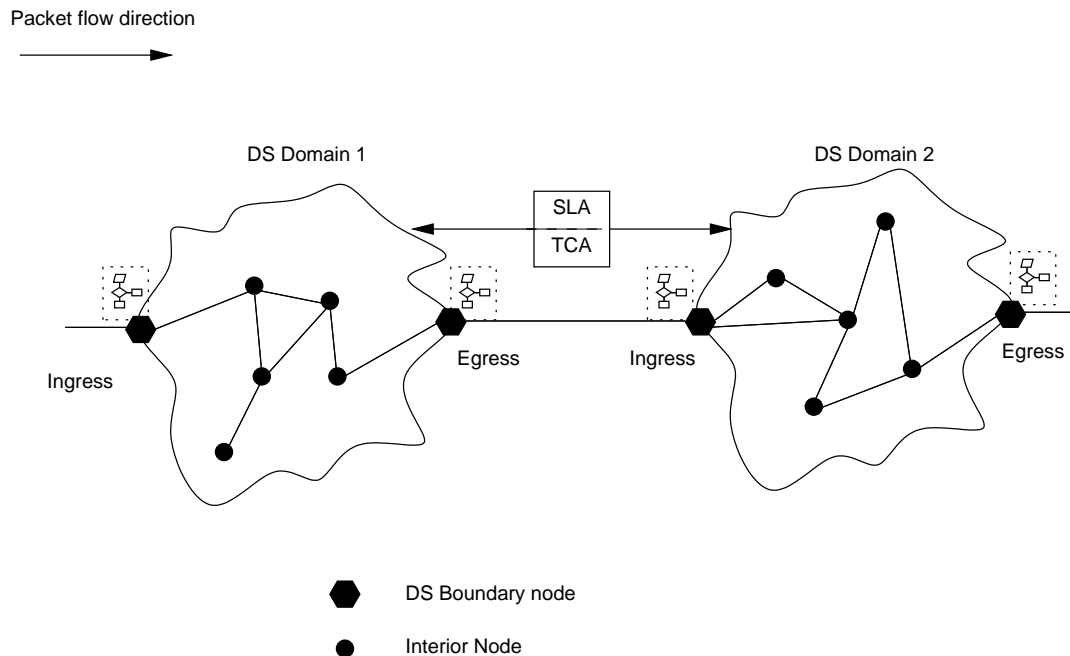 Packet flow direction
DS Domain 1
DS Domain 2
SLA
TCA
Ingress
Egress
Ingress
Egress
DS Boundary node
Interior Node